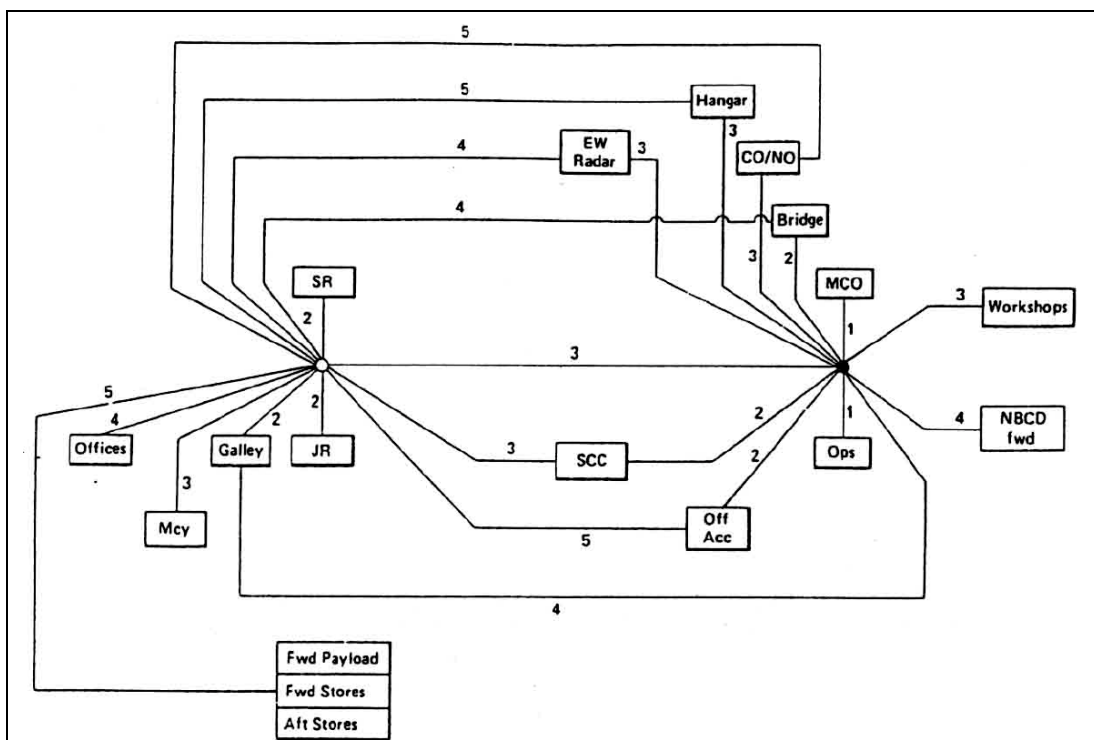 5
5
Hangar
3
EW
Radar
4
3
CO/NO
4
Bridge
3
2
SR
MCO
2
1
3
Workshops
3
5
4
2
2
2
1
4
NBCD
fwd
Offices
Galley
JR
3
SCC
Ops
3
2
Mcy
Off
Acc
5
4
Fwd Payload
Fwd Stores
Aft Stores